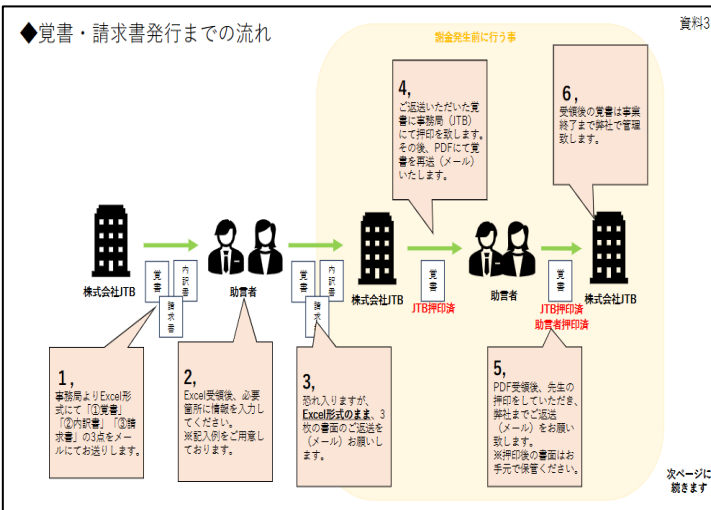 ◆覚書・請求書発行までの流れ
資料3
謝金発生前に行う事
4,
ご返送いただいた覚
書に事務局（JTB）
にて押印を致します。
その後、PDFにて覚
書を再送（メール）
いたします。
6,
受領後の覚書は事業
終了まで弊社で管理
致します。
株式会社JTB
覚書
内訳書
請求書
助言者
覚書
内訳書
請求書
株式会社JTB
覚書
JTB押印済
助言者
覚書
JTB押印済
助言者押印済
株式会社JTB
1,
事務局よりExcel形
式にて「①覚書」
「②内訳書」「③請
求書」の3点をメー
ルにてお送りします。
2,
Excel受領後、必要
箇所に情報を入力し
てください。
※記入例をご用意し
ております。
3,
恐れ入りますが、
Excel形式のまま、3
枚の書面のご返送を
（メール）お願いし
ます。
5,
PDF受領後、先生の
押印をしていただき、
弊社までご返送
（メール）をお願い
致します。
※押印後の書面はお
手元で保管ください。
次ページに
続きます